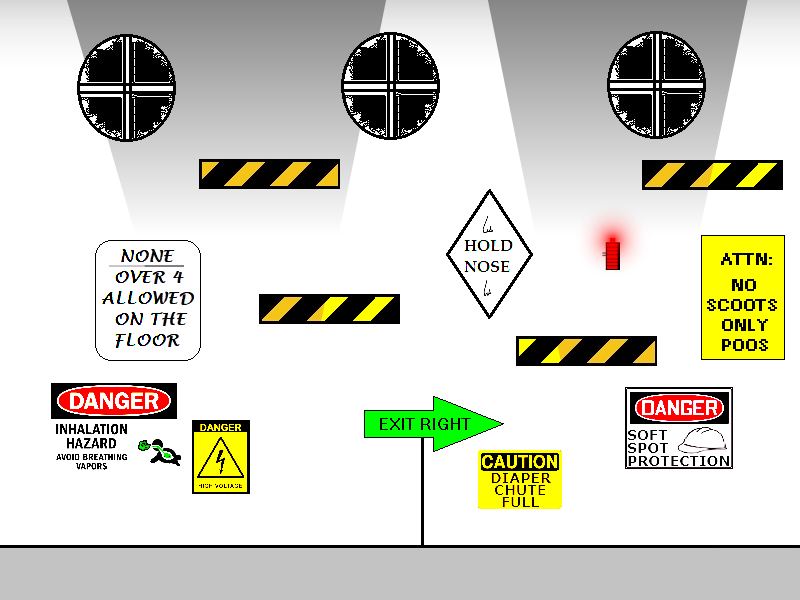 HOLD
NOSE
NONE
OVER 4
ALLOWED
ON THE
FLOOR
ATTN:
NO
SCOOTS
ONLY
POOS
DANGER
INHALATION
HAZARD
AVOID BREATHING
VAPORS
DANGER
HIGH VOLTAGE
EXIT RIGHT
CAUTION
DIAPER
CHUTE
FULL
DANGER
SOFT
SPOT
PROTECTION